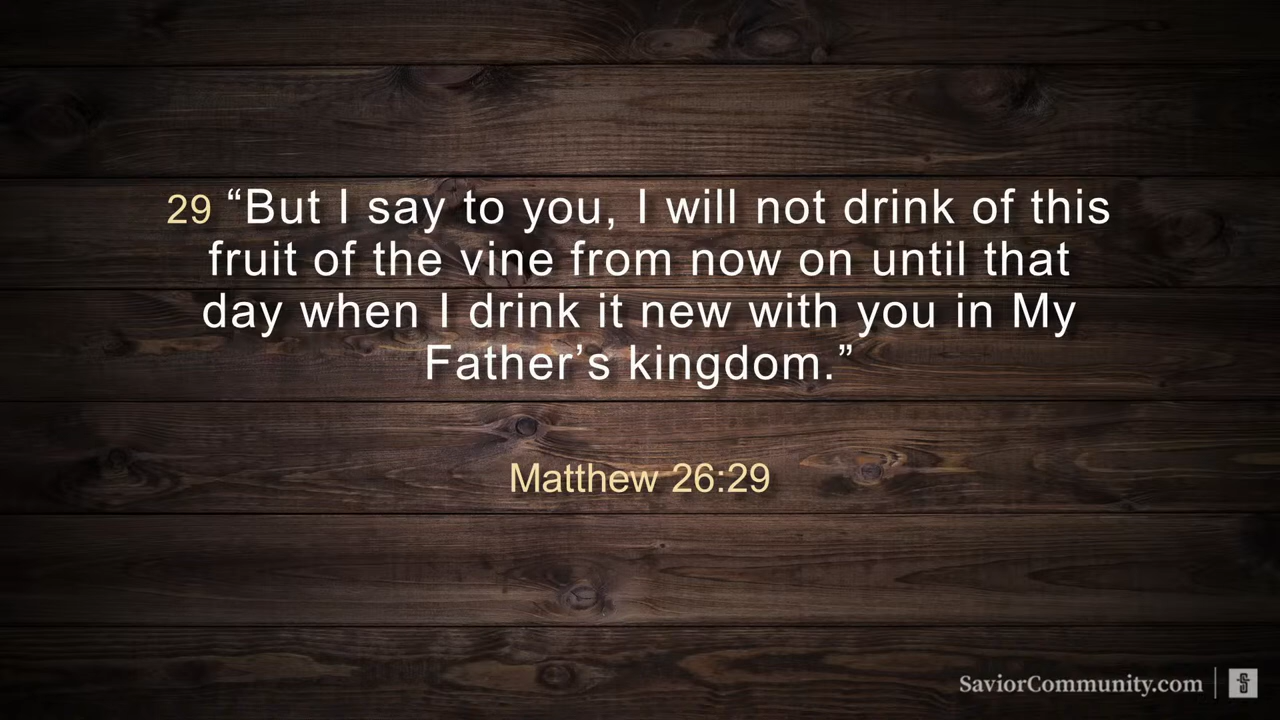 29 “But I say to you, I will not drink of this
fruit of the vine from now on until that
day when I drink it new with you in My
Father’s kingdom.”
Matthew 26:29
SaviorCommunity.com